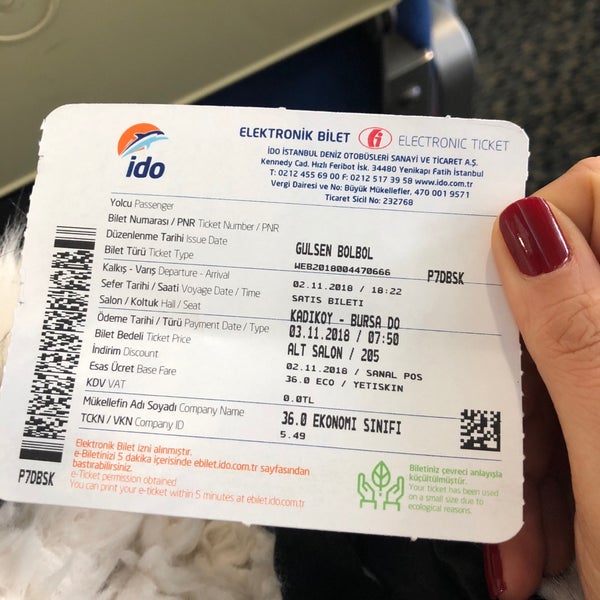 ido
ELEKTRONİK BİLET ELECTRONIC TICKET
İDO İSTANBUL DENİZ OTOBÜSLERİ SANAYİ VE TİCARET A.Ş.
Kennedy Cad. Hızlı Feribot İsk. 34480 Yenikapı Fatih İstanbul
T: 0212 455 69 00 F: 0212 517 39 58 www.ido.com.tr
Vergi Dairesi ve No: Büyük Mükellefler, 470 001 9571
Ticaret Sicil No: 232768
Yolcu Passenger GULSEN BOLBOL
Bilet Numarası / PNR Ticket Number / PNR WEB2018004470666 P7DBSK
Düzenlenme Tarihi Issue Date 02.11.2018 / 18:22
Bilet Türü Ticket Type SATIS BILETI
Kalkış - Varış Departure - Arrival KADIKOY - BURSA DO
Sefer Tarihi / Saati Voyage Date / Time 03.11.2018 / 07:50
Salon / Koltuk Hall / Seat ALT SALON / 205
Ödeme Tarihi / Türü Payment Date / Type 02.11.2018 / SANAL POS
Bilet Bedeli Ticket Price 36.0 ECO / YETISKIN
İndirim Discount 0.0TL
Esas Ücret Base Fare 36.0 EKONOMI SINIFI
KDV VAT 5.49
Mükellefin Adı Soyadı Company Name
TCKN / VKN Company ID
P7DBSK
Elektronik Bilet izni alınmıştır.
e-Biletinizi 5 dakika içerisinde ebilet.ido.com.tr sayfasından
bastırabilirsiniz.
e-Ticket permission obtained
You can print your e-ticket within 5 minutes at ebilet.ido.com.tr
Biletiniz çevreci anlayışla
küçültülmüştür.
Your ticket has been used
on a small size due to
ecological reasons.